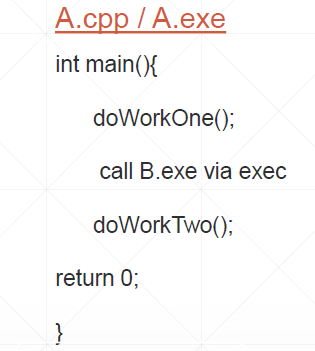 A.cpp / A.exe
int main(){
doWorkOne();
call B.exe via exec
doWorkTwo();
return 0;
}